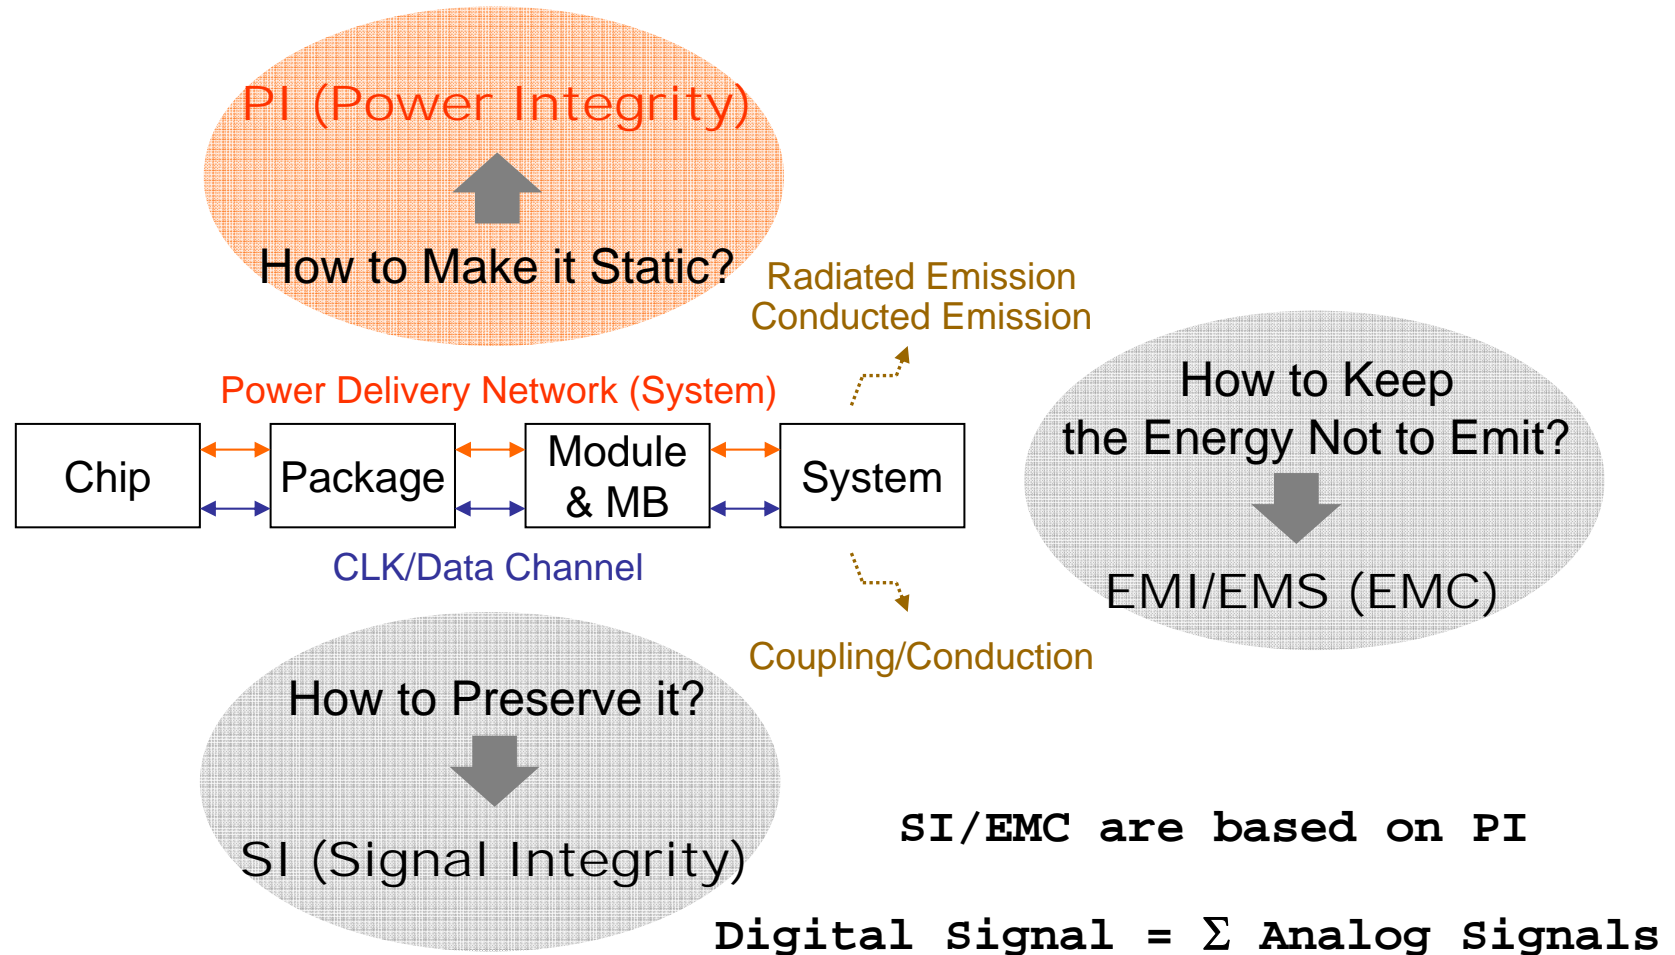 PI (Power Integrity)
How to Make it Static?
Radiated Emission
Conducted Emission
Power Delivery Network (System)
Chip
Package
Module
& MB
System
CLK/Data Channel
How to Keep
the Energy Not to Emit?
EMI/EMS (EMC)
Coupling/Conduction
How to Preserve it?
SI (Signal Integrity)
SI/EMC are based on PI
Digital Signal = Σ Analog Signals